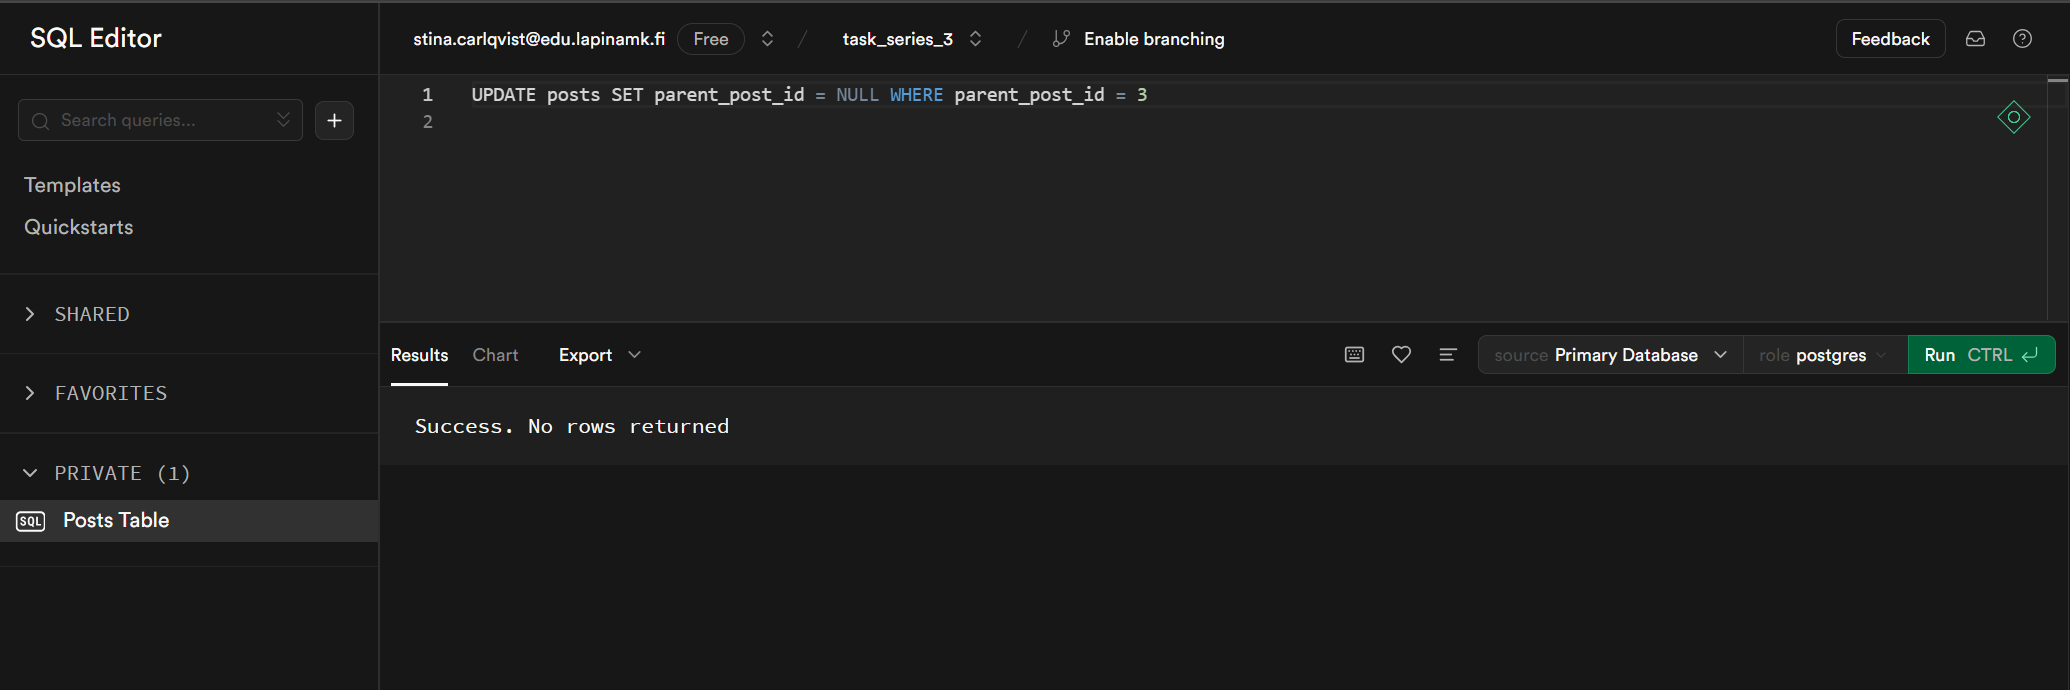 SQL Editor
stina.carlqvist@edu.lapinamk.fi Free / task_series_3 / Enable branching
Feedback
Search queries...
Templates
Quickstarts
SHARED
FAVORITES
PRIVATE (1)
SQL Posts Table
1 UPDATE posts SET parent_post_id = NULL WHERE parent_post_id = 3
2
Results Chart Export
source Primary Database role postgres Run CTRL
Success. No rows returned